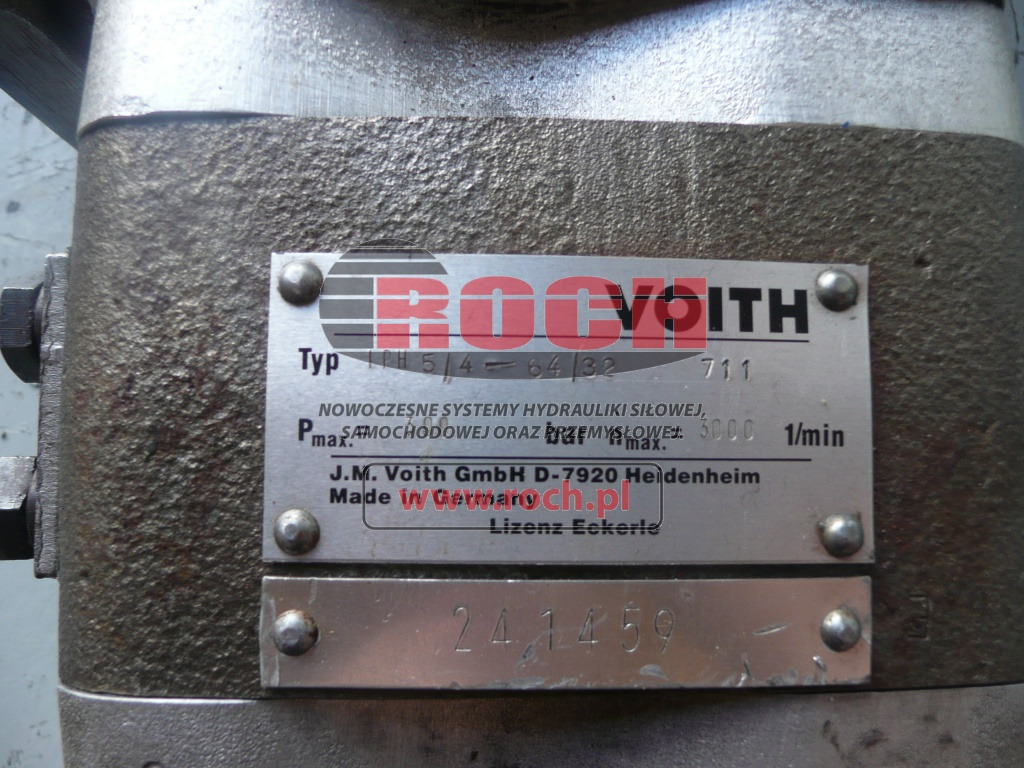 ROCH VOITH
Typ IPH 5/4-64/32 711
NOWOCZESNE SYSTEMY HYDRAULIKI SIŁOWEJ,
SAMOCHODOWEJ ORAZ PRZEMYSŁOWEJ.
Pmax. 300 bar nmax. 3000 1/min
J.M. Voith GmbH D-7920 Heidenheim
Made in Germany
www.roch.pl
Lizenz Eckerle
241459